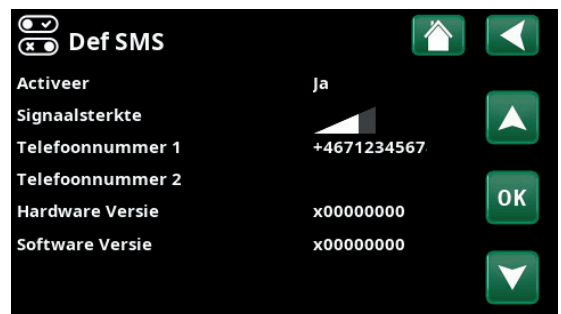 Def SMS
Activeer Ja
Signaalsterkte
Telefoonnummer 1 +4671234567
Telefoonnummer 2
Hardware Versie x00000000
OK
Software Versie x00000000